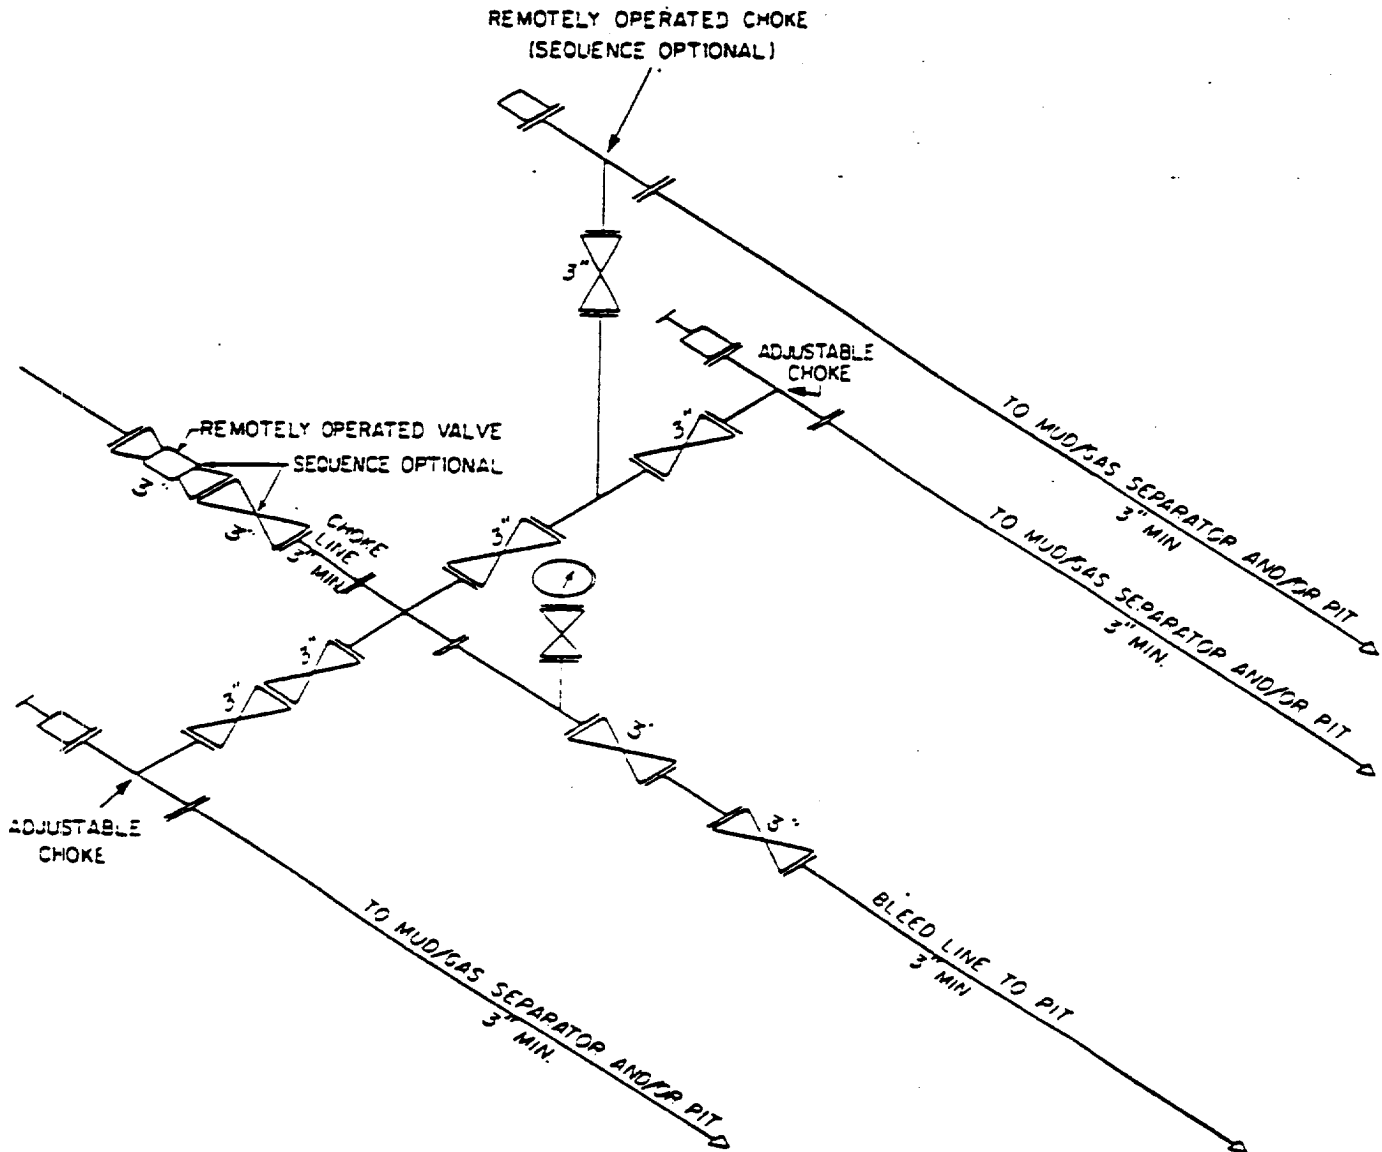 REMOTELY OPERATED CHOKE
(SEQUENCE OPTIONAL)
3"
ADJUSTABLE
CHOKE
3"
REMOTELY OPERATED VALVE
SEQUENCE OPTIONAL
3"
3"
CHOKE
LINE
3" MIN.
3"
3"
3"
ADJUSTABLE
CHOKE
3"
3"
TO MUD/GAS SEPARATOR AND/OR PIT
3" MIN
TO MUD/GAS SEPARATOR AND/OR PIT
3" MIN.
BLEED LINE TO PIT
3" MIN
TO MUD/GAS SEPARATOR AND/OR PIT
3" MIN.